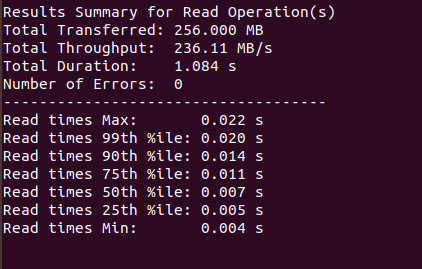 Results Summary for Read Operation(s)
Total Transferred: 256.000 MB
Total Throughput:  236.11 MB/s
Total Duration:    1.084 s
Number of Errors:  0
------------------------------------
Read times Max:       0.022 s
Read times 99th %ile: 0.020 s
Read times 90th %ile: 0.014 s
Read times 75th %ile: 0.011 s
Read times 50th %ile: 0.007 s
Read times 25th %ile: 0.005 s
Read times Min:       0.004 s